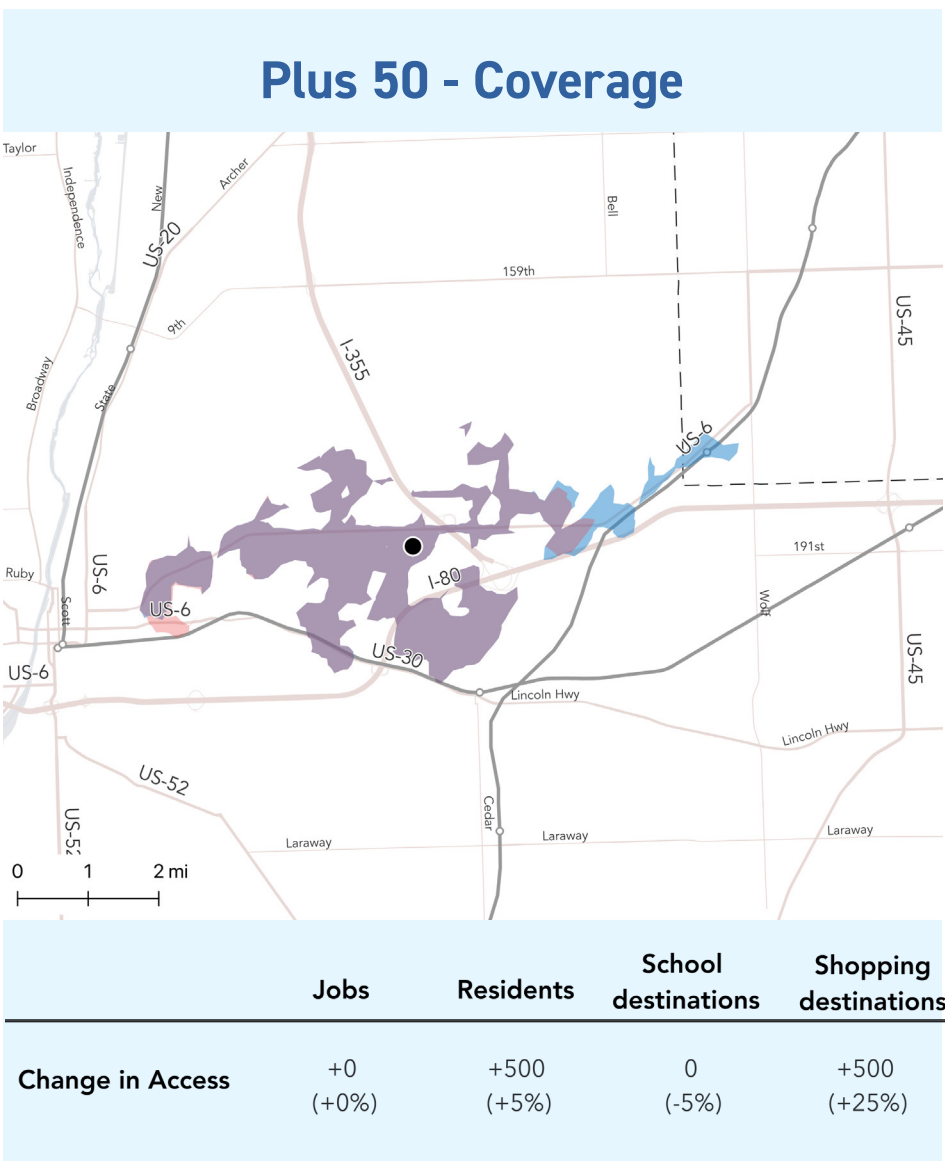 Plus 50 - Coverage
Taylor
Independence
New
Archer
US-20
Bell
159th
9th
I-355
US-45
Broadway
State
US-6
191st
US-6
Ruby
I-80
Scott
US-6
Wolf
US-30
US-45
US-6
Lincoln Hwy
Lincoln Hwy
US-52
Cedar
US-52
Laraway
Laraway
Laraway
0 1 2 mi
Jobs
Residents
School
destinations
Shopping
destinations
Change in Access
+0
(+0%)
+500
(+5%)
0
(-5%)
+500
(+25%)